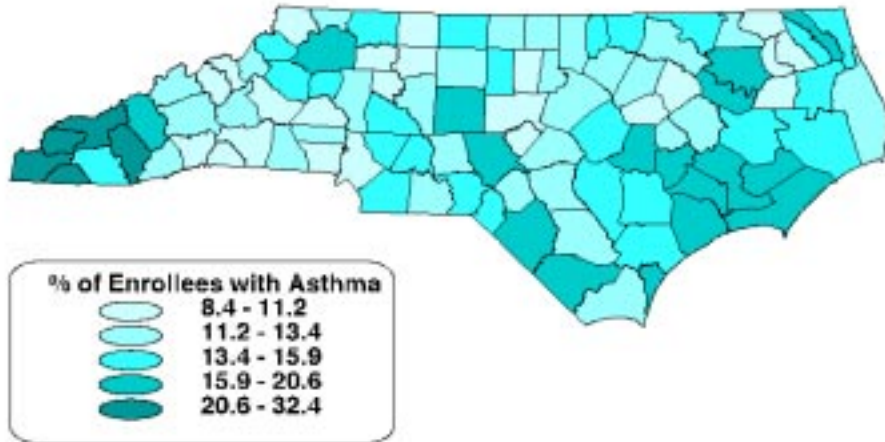 % of Enrollees with Asthma
8.4 - 11.2
11.2 - 13.4
13.4 - 15.9
15.9 - 20.6
20.6 - 32.4